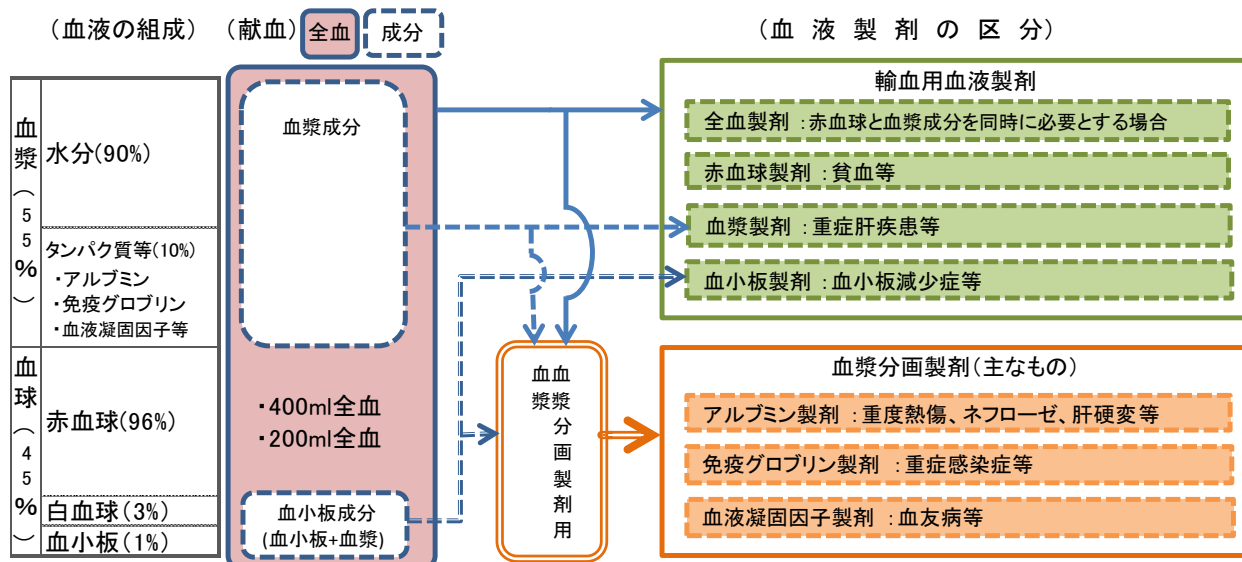 (血液の組成)
(献血)
全血
成分
(血液製剤の区分)
血漿(55%)
水分(90%)
タンパク質等(10%)
・アルブミン
・免疫グロブリン
・血液凝固因子等
血球(45%)
赤血球(96%)
白血球(3%)
血小板(1%)
血漿成分
・400ml全血
・200ml全血
血小板成分
(血小板+血漿)
血漿分画製剤用
血漿
輸血用血液製剤
全血製剤:赤血球と血漿成分を同時に必要とする場合
赤血球製剤:貧血等
血漿製剤:重症肝疾患等
血小板製剤:血小板減少症等
血漿分画製剤(主なもの)
アルブミン製剤:重度熱傷、ネフローゼ、肝硬変等
免疫グロブリン製剤:重症感染症等
血液凝固因子製剤:血友病等